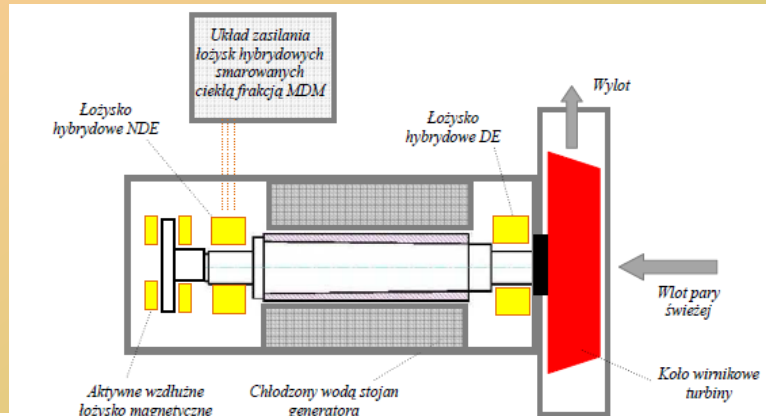 Układ zasilania
łożysk hybrydowych
smarowanych
ciekłą frakcją MDM
Wylot
Łożysko
hybrydowe NDE
Łożysko
hybrydowe DE
Wlot pary
świeżej
Aktywne wzdłużne
łożysko magnetyczne
Chłodzony wodą stojan
generatora
Koło wirnikowe
turbiny